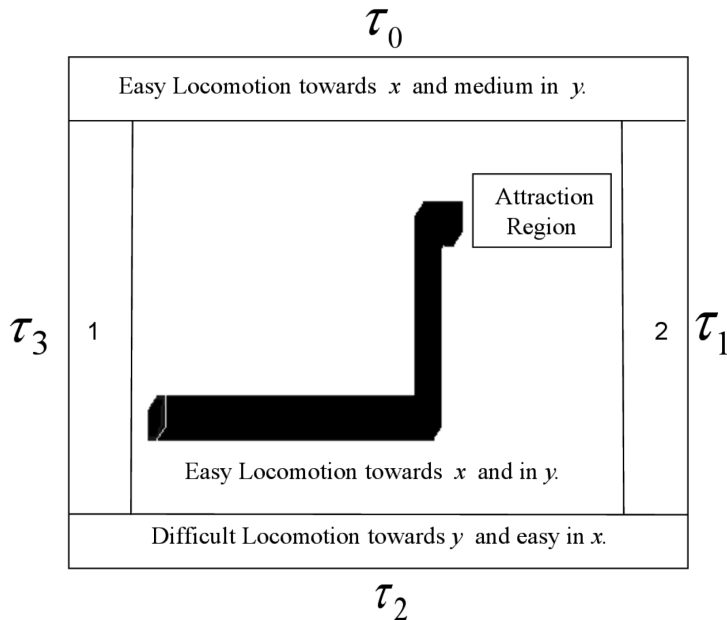 τ0
Easy Locomotion towards x and medium in y.
Attraction
Region
τ3
1
2
τ1
Easy Locomotion towards x and in y.
Difficult Locomotion towards y and easy in x.
τ2